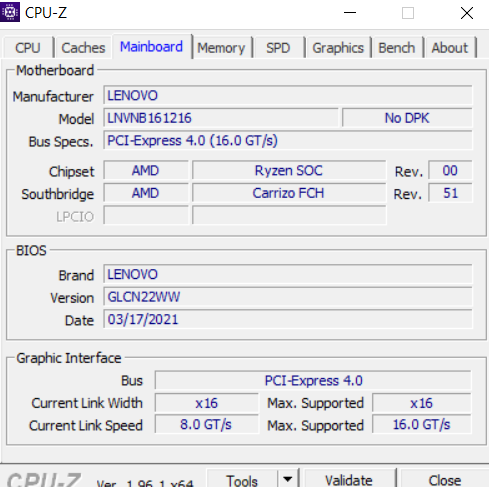 CPU-Z
CPU Caches Mainboard Memory SPD Graphics Bench About
Motherboard
Manufacturer LENOVO
Model LNVNB161216 No DPK
Bus Specs. PCI-Express 4.0 (16.0 GT/s)
Chipset AMD Ryzen SOC Rev. 00
Southbridge AMD Carrizo FCH Rev. 51
LPCIO
BIOS
Brand LENOVO
Version GLCN22WW
Date 03/17/2021
Graphic Interface
Bus PCI-Express 4.0
Current Link Width x16 Max. Supported x16
Current Link Speed 8.0 GT/s Max. Supported 16.0 GT/s
CPU-Z Ver. 1.96.1.x64 Tools Validate Close